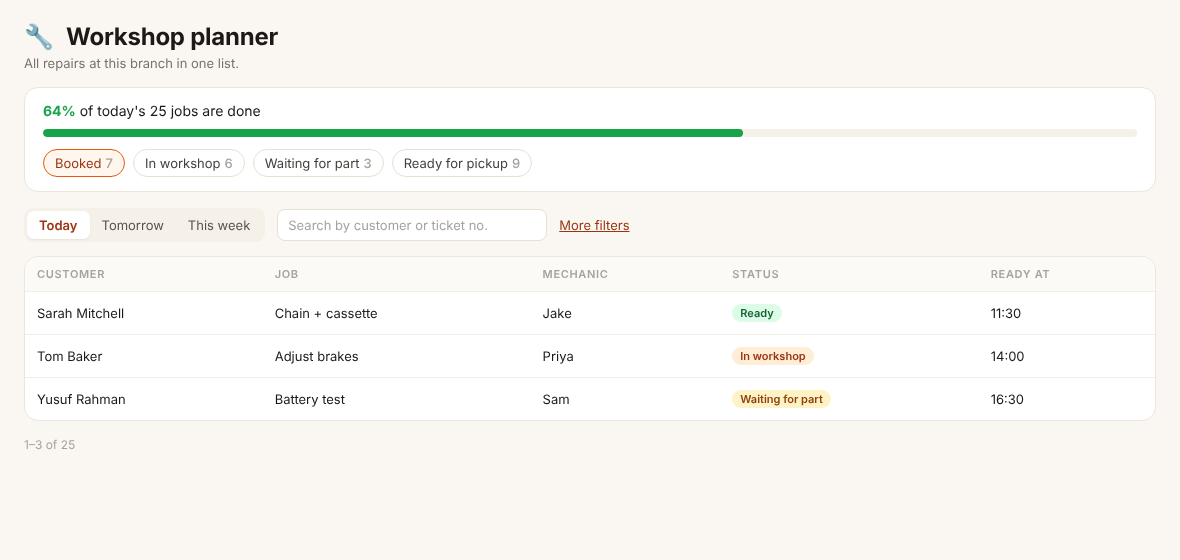 🔧 Workshop planner
All repairs at this branch in one list.
64% of today's 25 jobs are done
Booked 7 In workshop 6 Waiting for part 3 Ready for pickup 9
Today Tomorrow This week Search by customer or ticket no. More filters
CUSTOMER JOB MECHANIC STATUS READY AT
Sarah Mitchell Chain + cassette Jake Ready 11:30
Tom Baker Adjust brakes Priya In workshop 14:00
Yusuf Rahman Battery test Sam Waiting for part 16:30
1–3 of 25